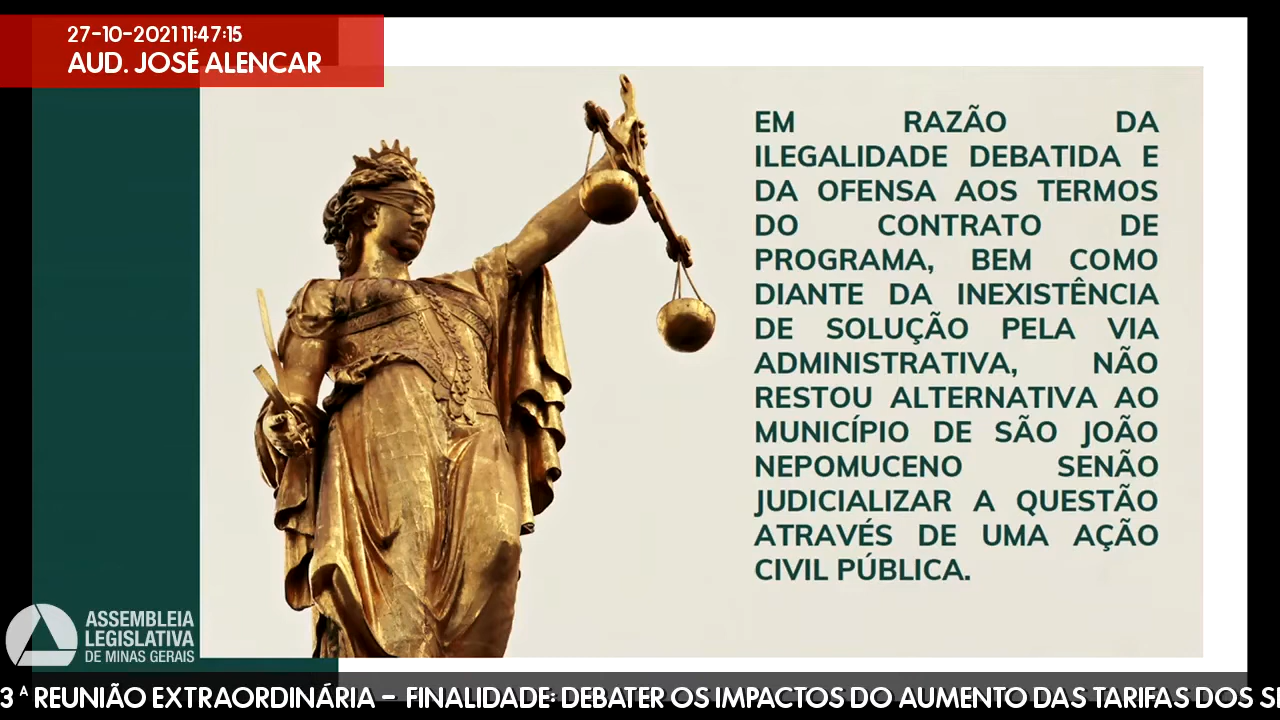 27-10-2021 11:47:15
AUD. JOSÉ ALENCAR
EM RAZÃO DA
ILEGALIDADE DEBATIDA E
DA OFENSA AOS TERMOS
DO CONTRATO DE
PROGRAMA, BEM COMO
DIANTE DA INEXISTÊNCIA
DE SOLUÇÃO PELA VIA
ADMINISTRATIVA, NÃO
RESTOU ALTERNATIVA AO
MUNICÍPIO DE SÃO JOÃO
NEPOMUCENO SENÃO
JUDICIALIZAR A QUESTÃO
ATRAVÉS DE UMA AÇÃO
CIVIL PÚBLICA.
ASSEMBLEIA
LEGISLATIVA
DE MINAS GERAIS
3ª REUNIÃO EXTRAORDINÁRIA – FINALIDADE: DEBATER OS IMPACTOS DO AUMENTO DAS TARIFAS DOS